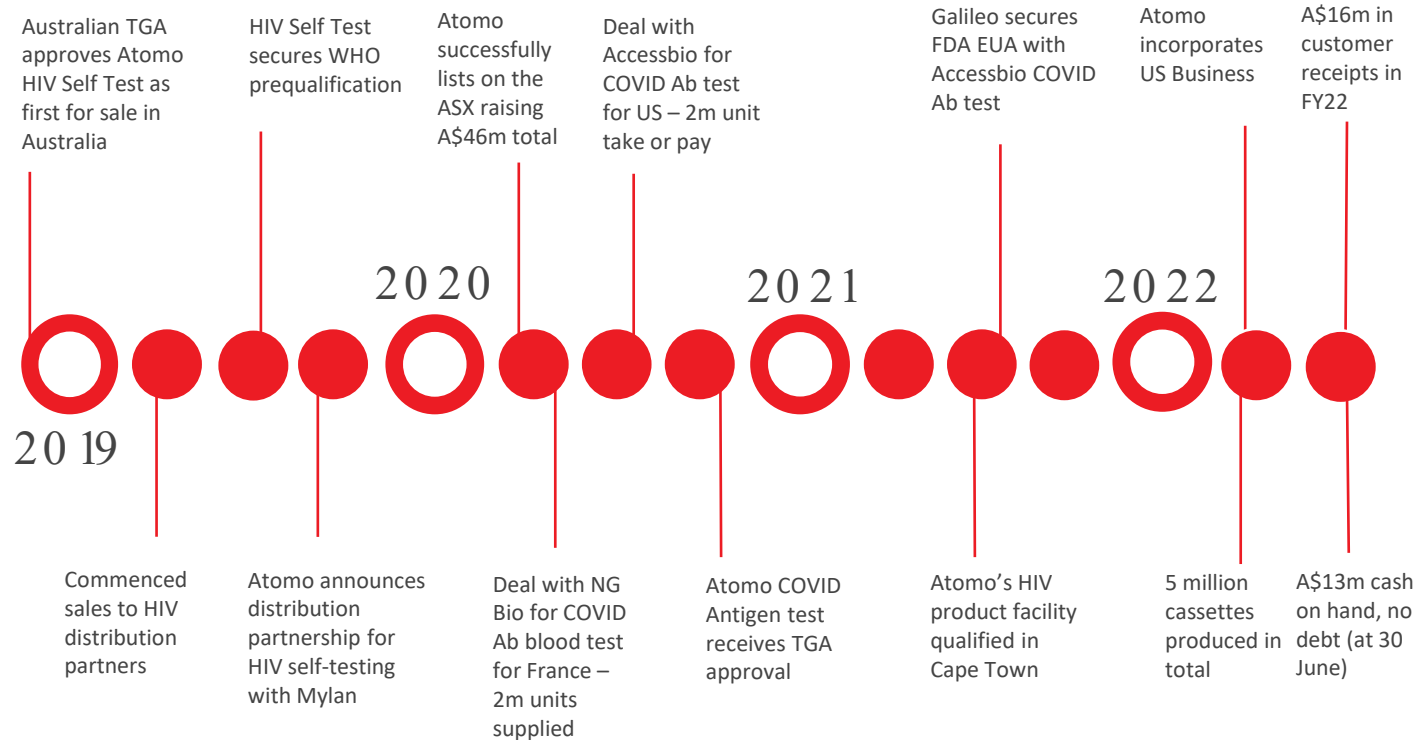 Australian TGA
approves Atomo
HIV Self Test as
first for sale in
Australia
HIV Self Test
secures WHO
prequalification
Atomo
successfully
lists on the
ASX raising
A$46m total
Deal with
Accessbio for
COVID Ab test
for US – 2m unit
take or pay
Galileo secures
FDA EUA with
Accessbio COVID
Ab test
Atomo
incorporates
US Business
A$16m in
customer
receipts in
FY22
2019
2020
2021
2022
Commenced
sales to HIV
distribution
partners
Atomo announces
distribution
partnership for
HIV self-testing
with Mylan
Deal with NG
Bio for COVID
Ab blood test
for France –
2m units
supplied
Atomo COVID
Antigen test
receives TGA
approval
Atomo’s HIV
product facility
qualified in
Cape Town
5 million
cassettes
produced in
total
A$13m cash
on hand, no
debt (at 30
June)